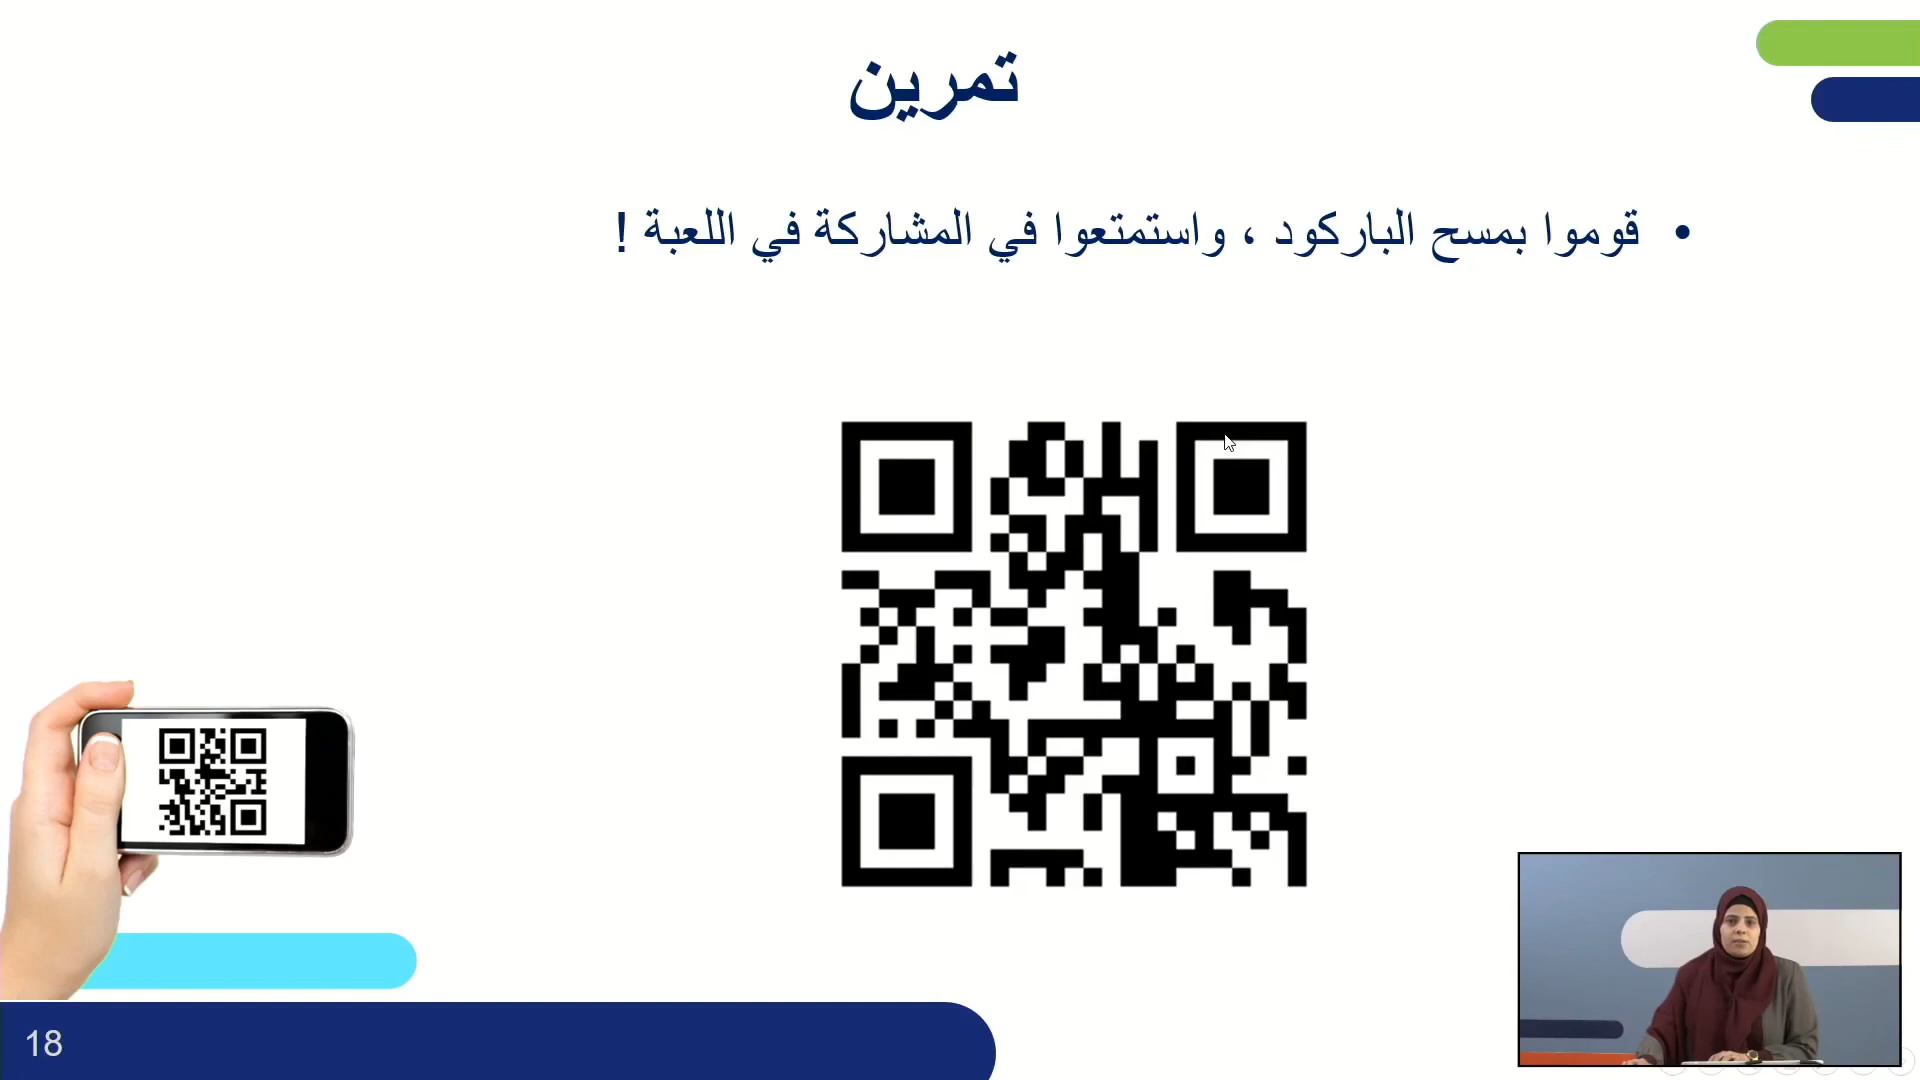 تمرين
• قوموا بمسح الباركود ، واستمتعوا في المشاركة في اللعبة !
18